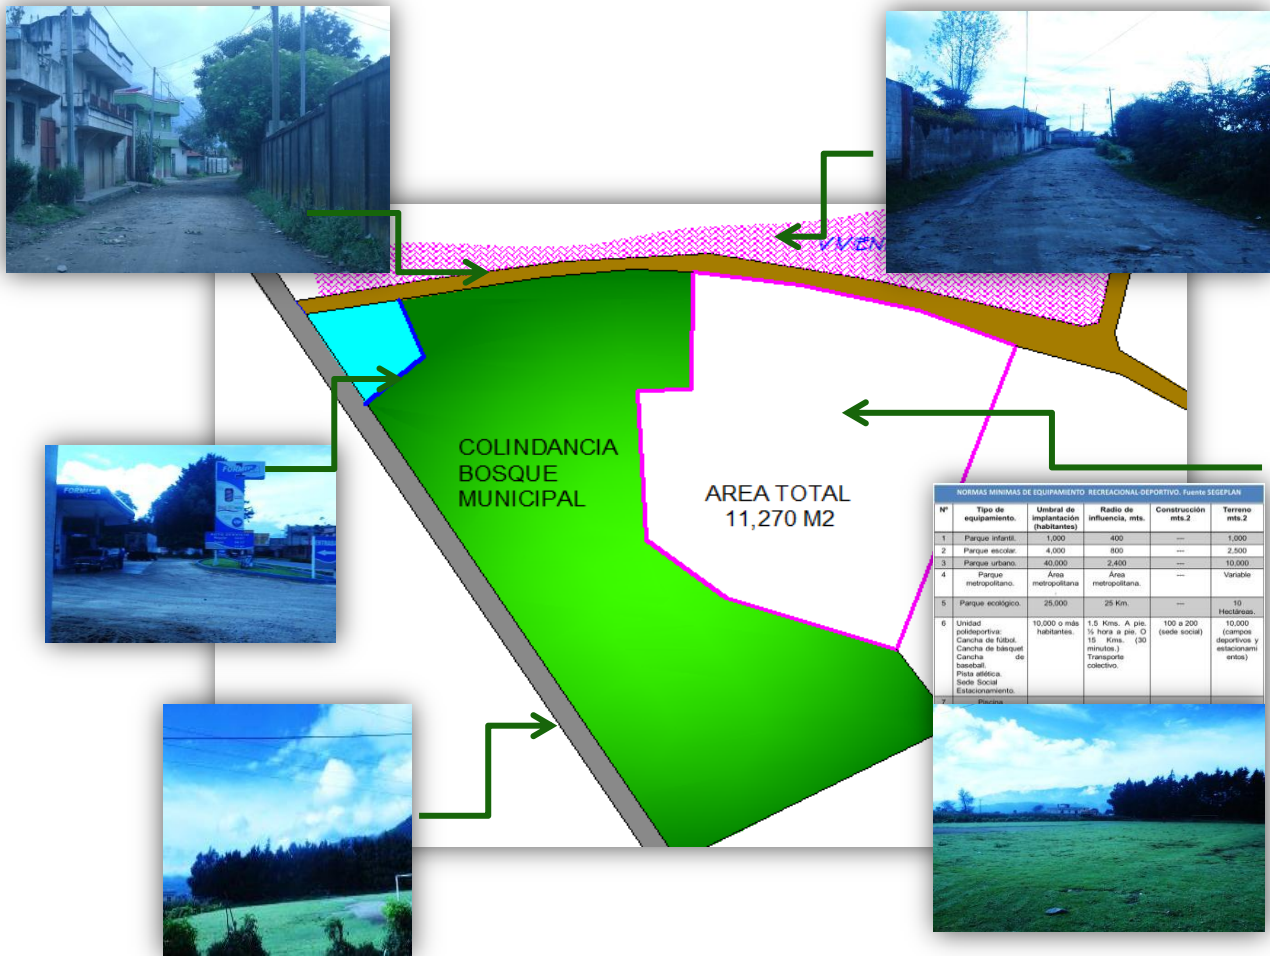 VIVEN
COLINDANCIA
BOSQUE
MUNICIPAL
AREA TOTAL
11,270 M2
FORMICA
FORMICA
NORMAS MINIMAS DE EQUIPAMIENTO RECREACIONAL-DEPORTIVO. Fuente SEGEPLAN
Nº Tipo de equipamiento. Umbral de implantación (habitantes) Radio de influencia, mts. Construcción mts.2 Terreno mts.2
1 Parque infantil. 1,000 400 --- 1,000
2 Parque escolar. 4,000 800 --- 2,500
3 Parque urbano. 40,000 2,400 --- 10,000
4 Parque metropolitano. Área metropolitana. Área metropolitana. --- Variable
5 Parque ecológico. 25,000 25 Km. --- 10 Hectáreas.
6 Unidad polideportiva: Cancha de fútbol. Cancha de básquet Cancha de baseball. Pista atlética. Sede Social Estacionamiento. 10,000 o más habitantes. 1.5 Kms. A pie. ½ hora a pie. O 15 Kms. (30 minutos.) Transporte colectivo. 100 a 200 (sede social) 10,000 (campos deportivos y estacionamientos)
7 Piscina